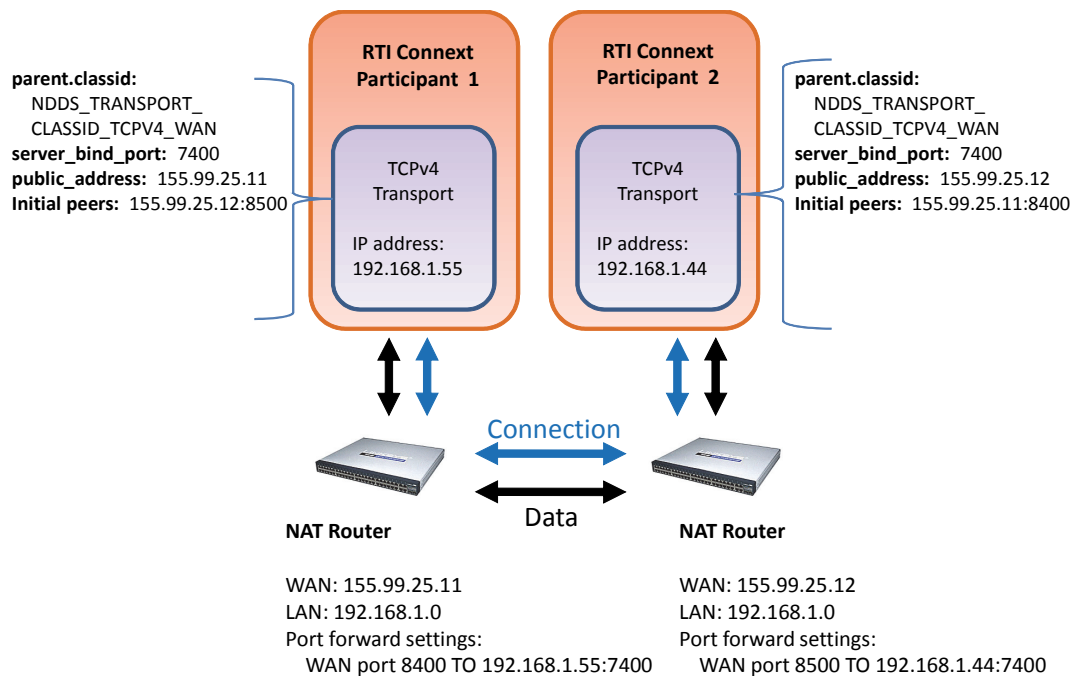 RTI Connext
Participant 1
parent.classid:
NDDS_TRANSPORT_
CLASSID_TCPV4_WAN
server_bind_port: 7400
public_address: 155.99.25.11
Initial peers: 155.99.25.12:8500
TCPv4
Transport
IP address:
192.168.1.55
RTI Connext
Participant 2
parent.classid:
NDDS_TRANSPORT_
CLASSID_TCPV4_WAN
server_bind_port: 7400
public_address: 155.99.25.12
Initial peers: 155.99.25.11:8400
TCPv4
Transport
IP address:
192.168.1.44
Connection
Data
NAT Router
WAN: 155.99.25.11
LAN: 192.168.1.0
Port forward settings:
WAN port 8400 TO 192.168.1.55:7400
NAT Router
WAN: 155.99.25.12
LAN: 192.168.1.0
Port forward settings:
WAN port 8500 TO 192.168.1.44:7400